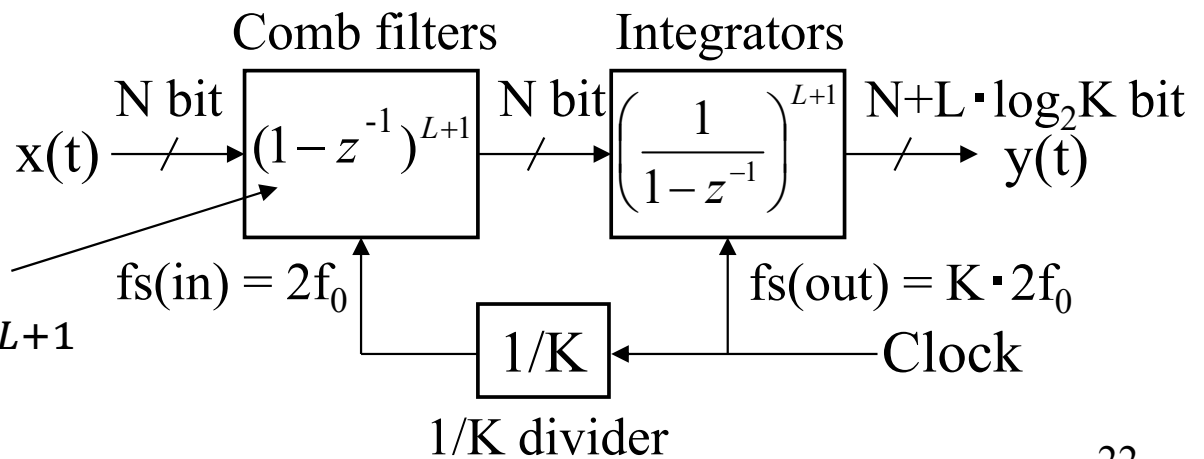 Comb filters
Integrators
N bit
N bit
N+L·log₂K bit
x(t)
(1 − z⁻¹)ᴸ⁺¹
(1 / (1 − z⁻¹))ᴸ⁺¹
y(t)
fs(in) = 2f₀
fs(out) = K·2f₀
L+1
1/K
Clock
1/K divider